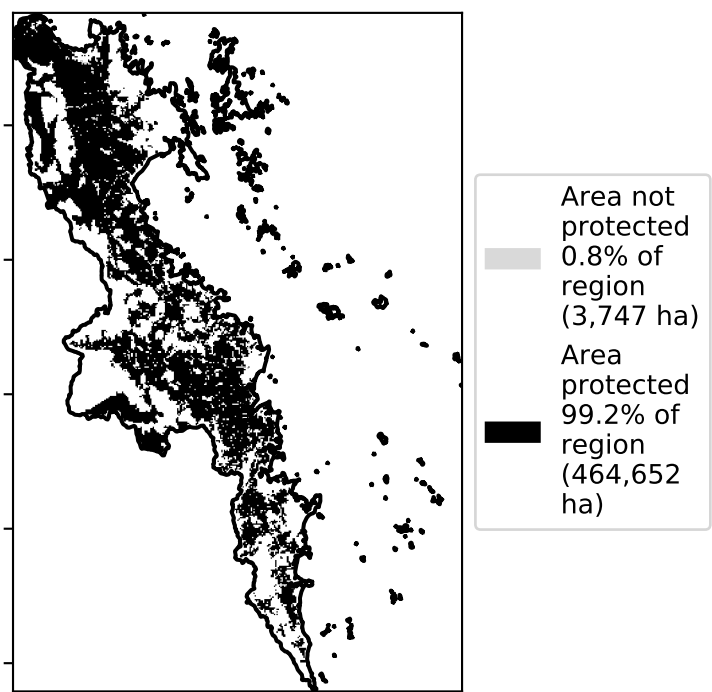 Area not
protected
0.8% of
region
(3,747 ha)
Area
protected
99.2% of
region
(464,652
ha)